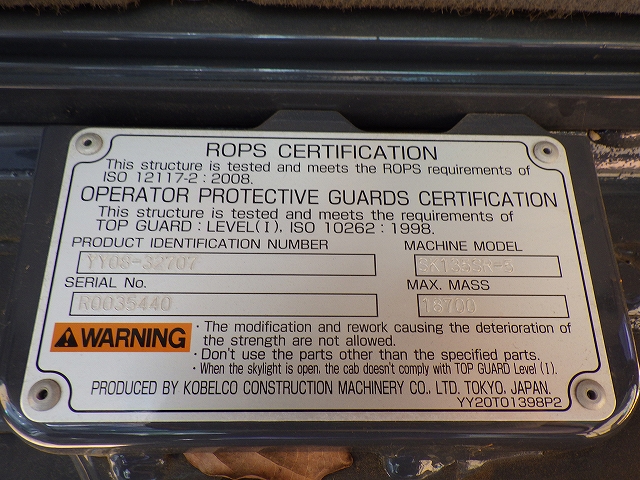 ROPS CERTIFICATION
This structure is tested and meets the ROPS requirements of
ISO 12117-2 : 2008.
OPERATOR PROTECTIVE GUARDS CERTIFICATION
This structure is tested and meets the requirements of
TOP GUARD : LEVEL(I), ISO 10262 : 1998.
PRODUCT IDENTIFICATION NUMBER
MACHINE MODEL
YY08-32707
SK135SR-3
SERIAL No.
MAX. MASS
R0035440
18700
WARNING
· The modification and rework causing the deterioration of
the strength are not allowed.
· Don't use the parts other than the specified parts.
· When the skylight is open, the cab doesn't comply with TOP GUARD Level (I).
PRODUCED BY KOBELCO CONSTRUCTION MACHINERY CO., LTD. TOKYO, JAPAN.
YY20T01398P2